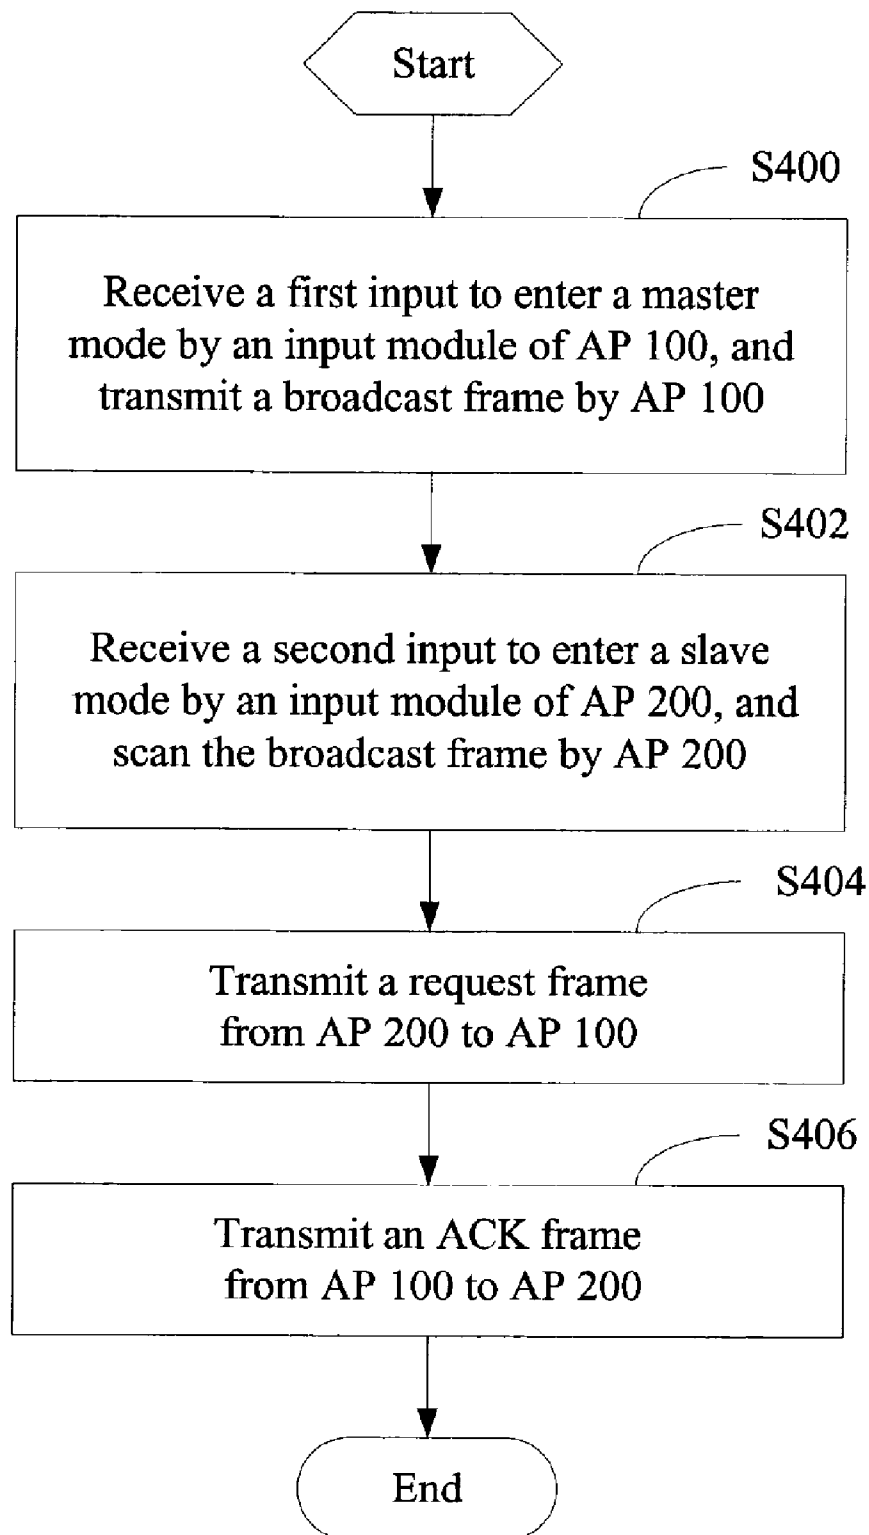 Start
S400
Receive a first input to enter a master
mode by an input module of AP 100, and
transmit a broadcast frame by AP 100
S402
Receive a second input to enter a slave
mode by an input module of AP 200, and
scan the broadcast frame by AP 200
S404
Transmit a request frame
from AP 200 to AP 100
S406
Transmit an ACK frame
from AP 100 to AP 200
End